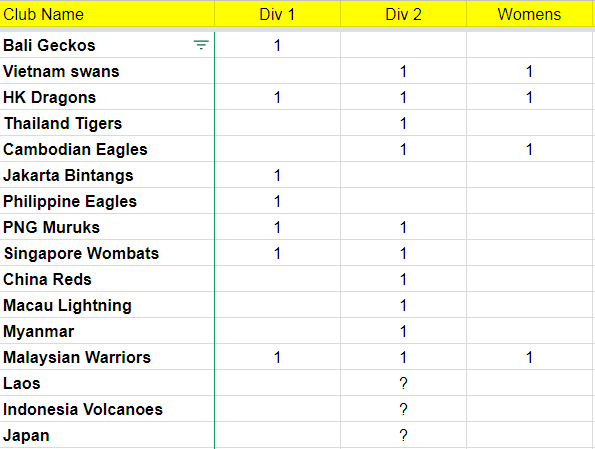 Club Name Div 1 Div 2 Womens
Bali Geckos 1
Vietnam swans 1 1
HK Dragons 1 1 1
Thailand Tigers 1
Cambodian Eagles 1 1
Jakarta Bintangs 1
Philippine Eagles 1
PNG Muruks 1 1
Singapore Wombats 1 1
China Reds 1
Macau Lightning 1
Myanmar 1
Malaysian Warriors 1 1 1
Laos ?
Indonesia Volcanoes ?
Japan ?